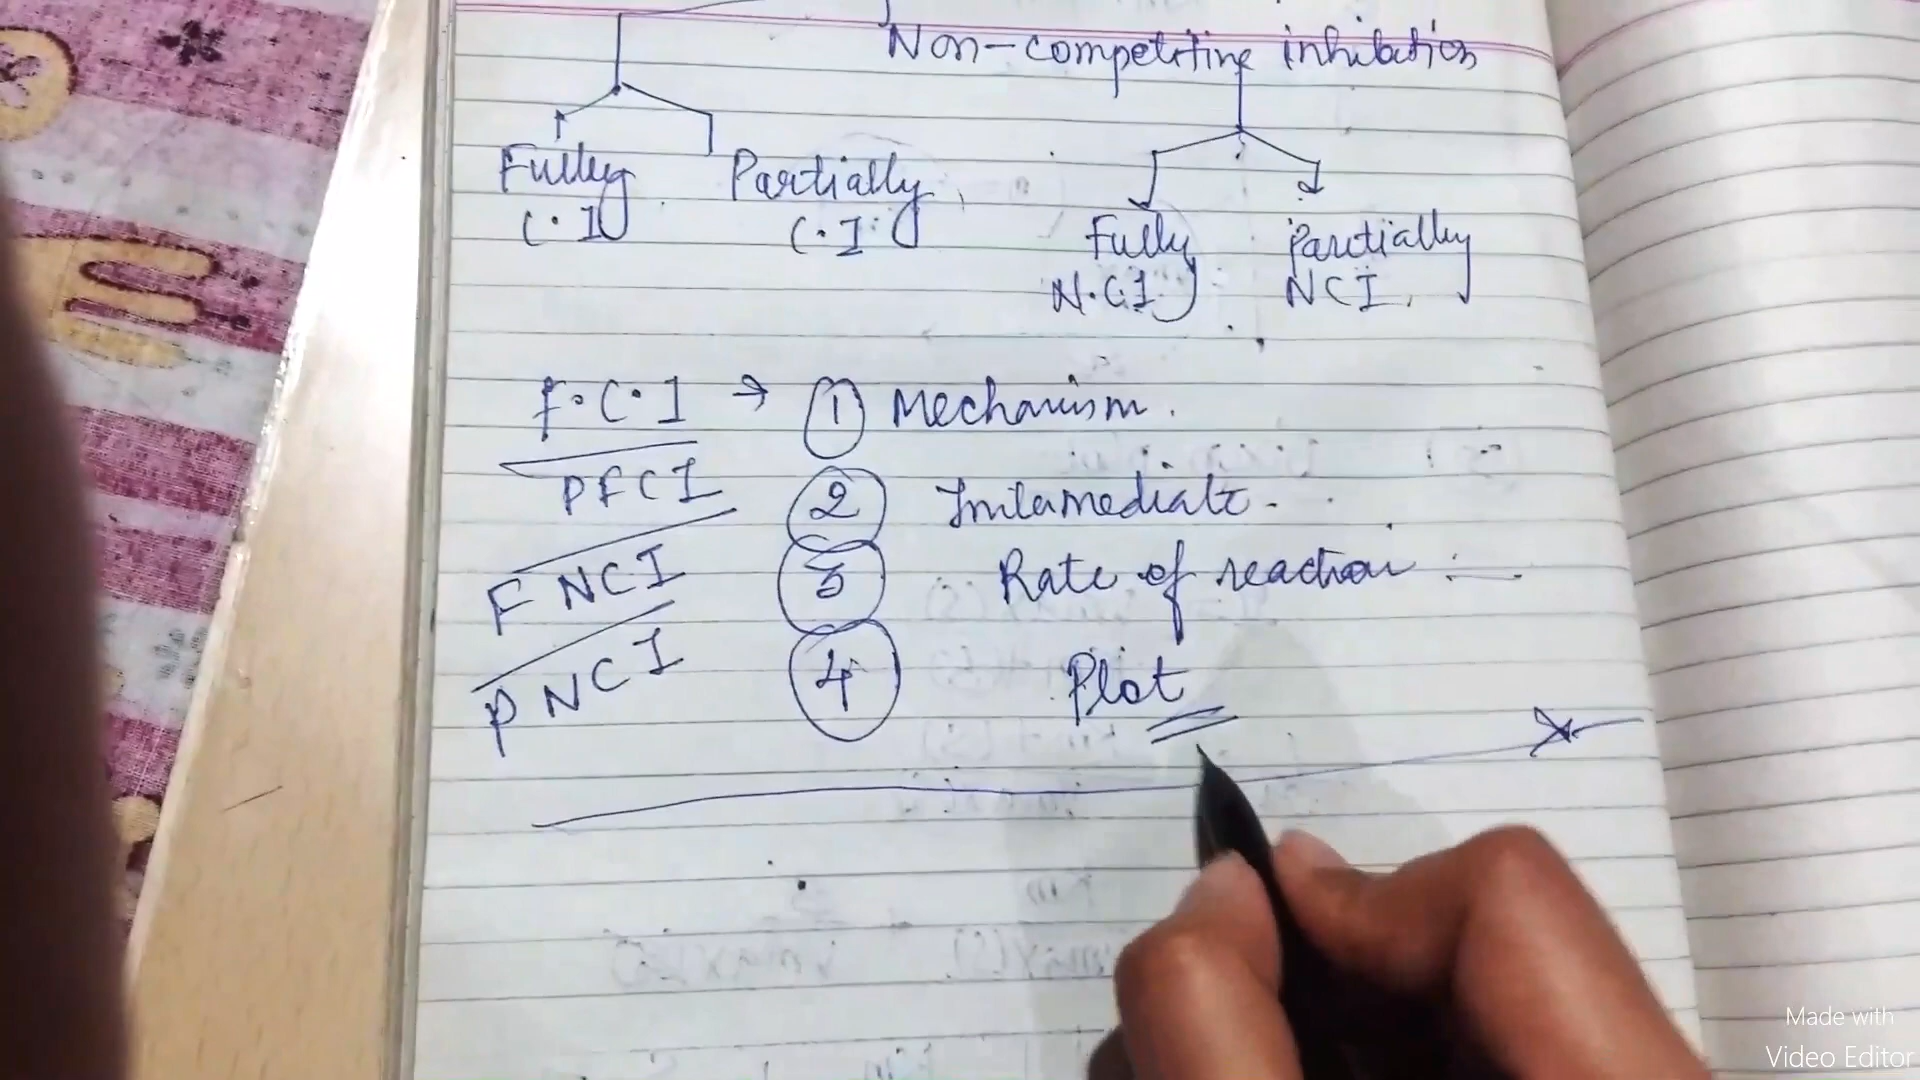 Non-competitive inhibition
Fully
C.I
Partially
C.I
Fully
N.C.I
Partially
NCI
F.C.I → 1 Mechanism.
PFCI 2 Intermediate
FNCI 3 Rate of reaction
PNCI 4 Plot
Made with
Video Editor